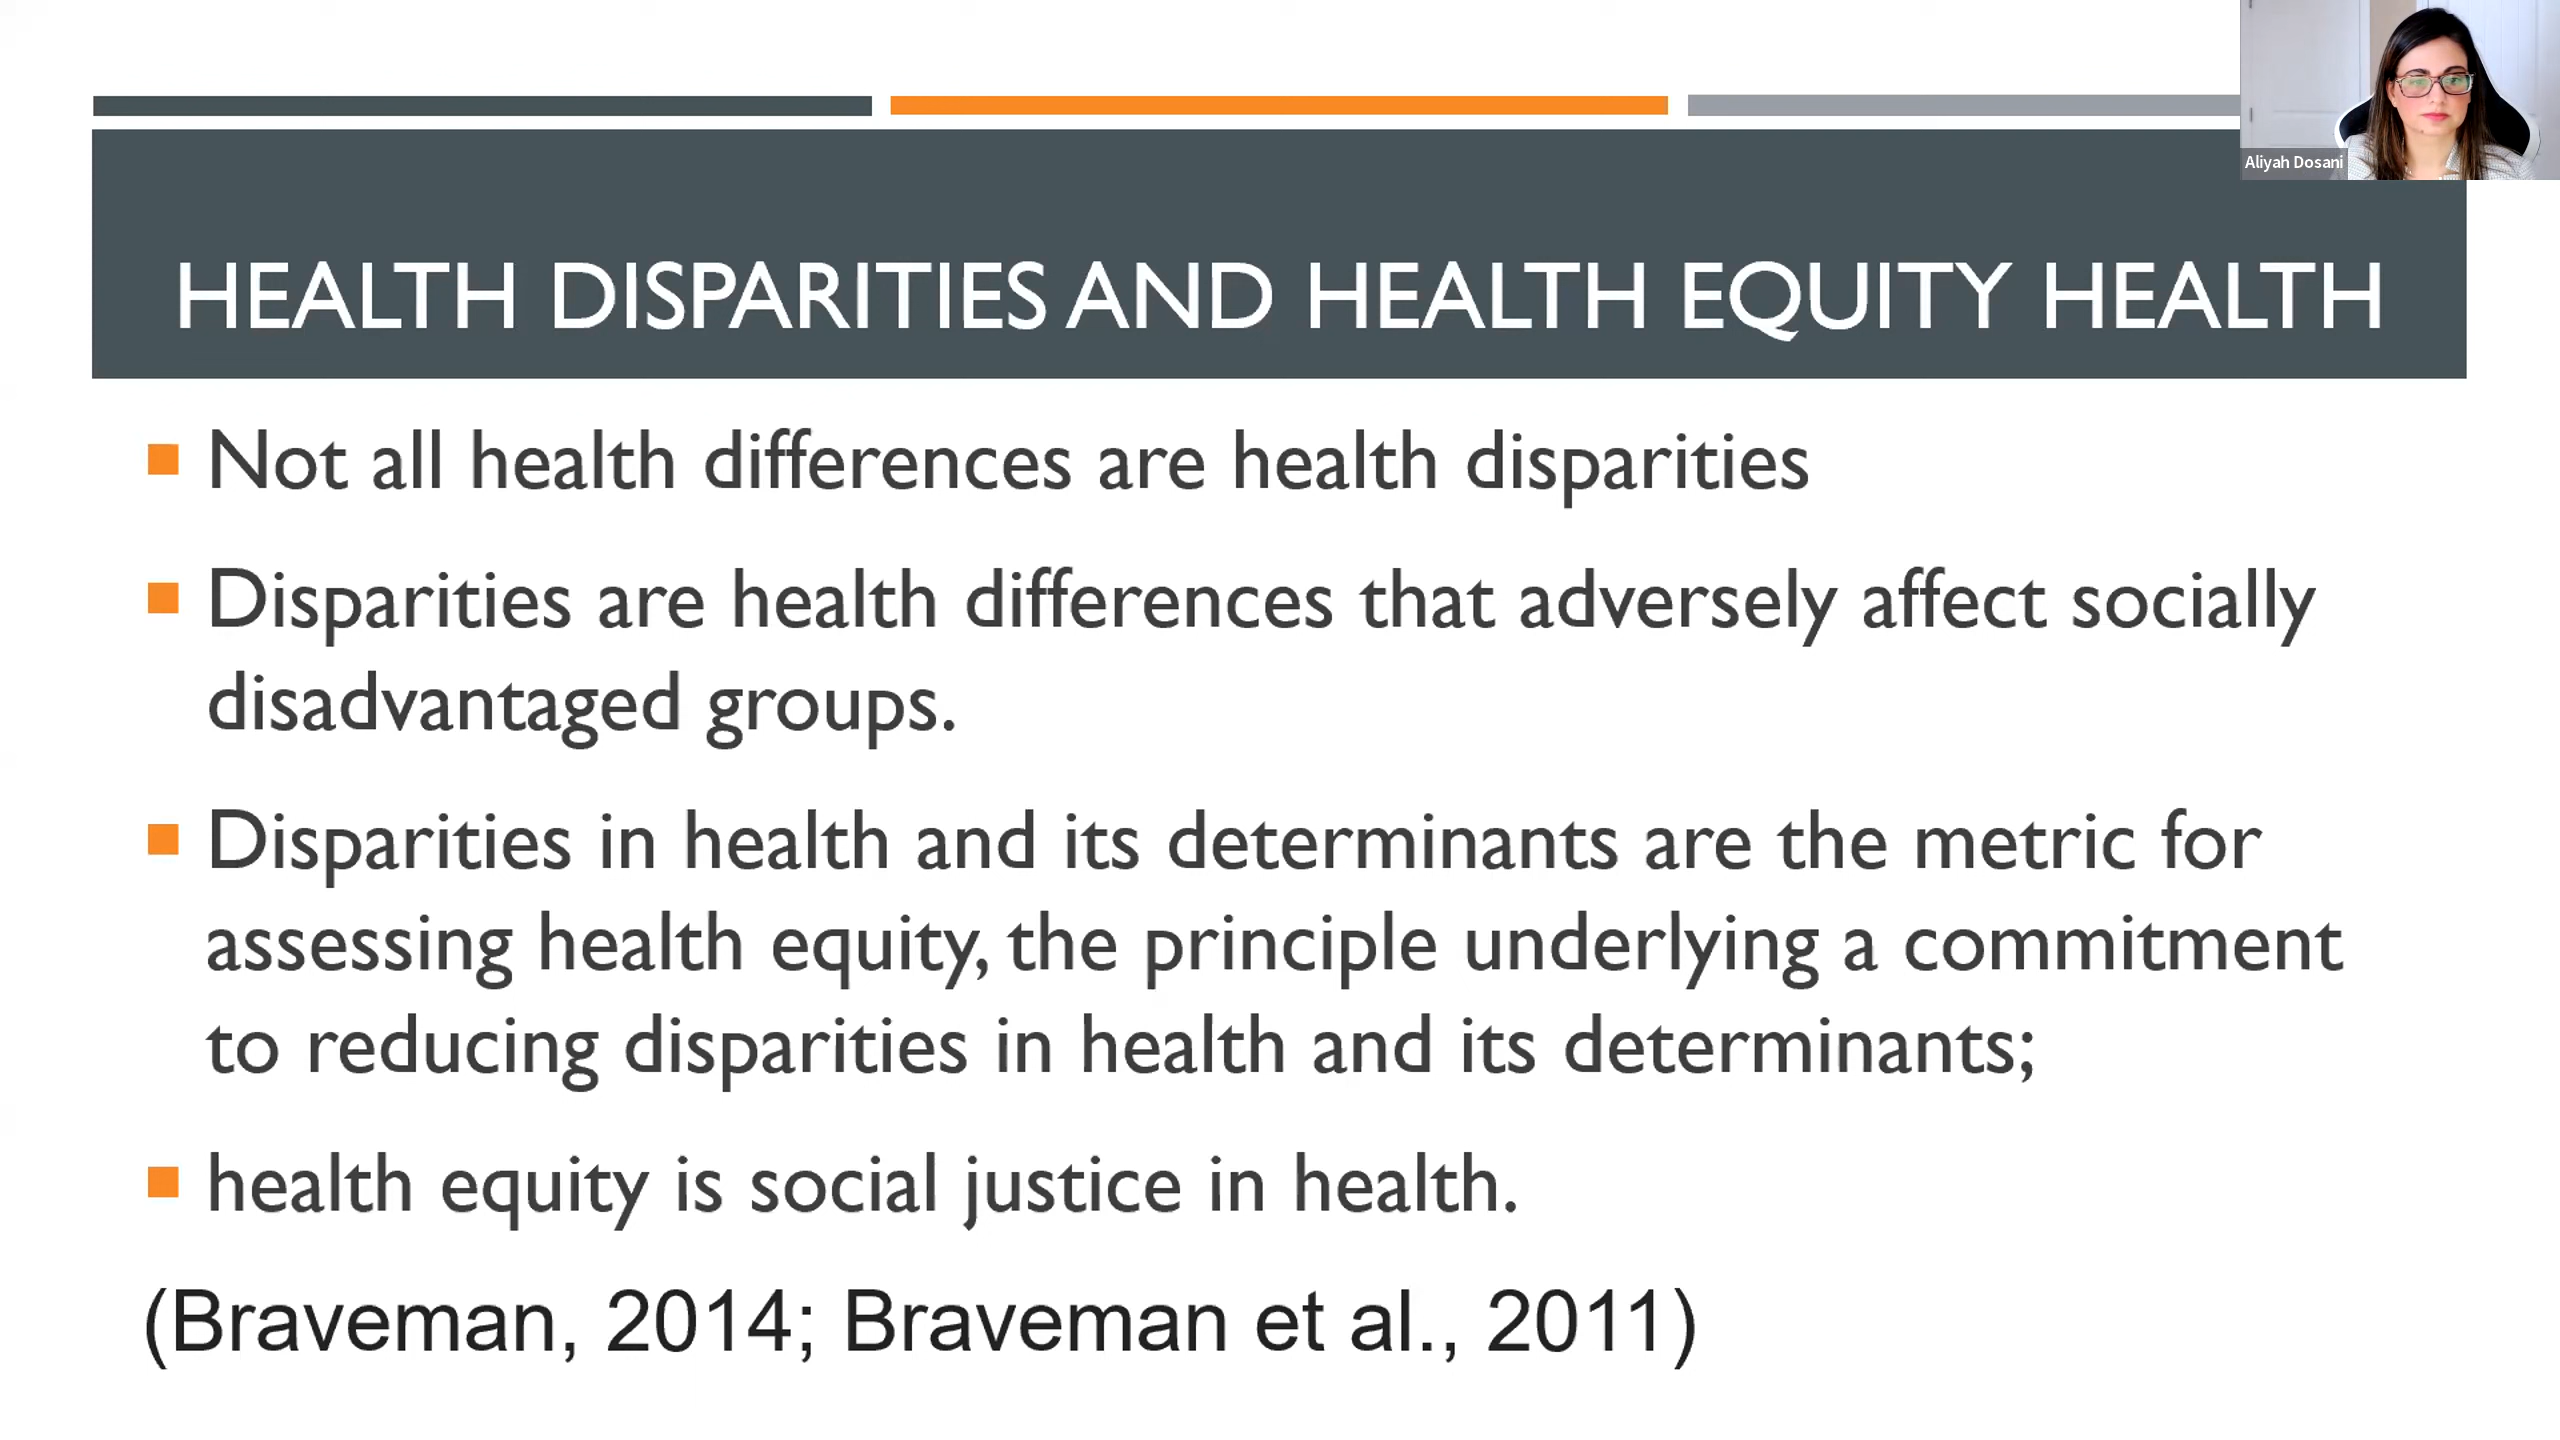 Aliyah Dosani
HEALTH DISPARITIES AND HEALTH EQUITY HEALTH
Not all health differences are health disparities
Disparities are health differences that adversely affect socially
disadvantaged groups.
Disparities in health and its determinants are the metric for
assessing health equity, the principle underlying a commitment
to reducing disparities in health and its determinants;
health equity is social justice in health.
(Braveman, 2014; Braveman et al., 2011)